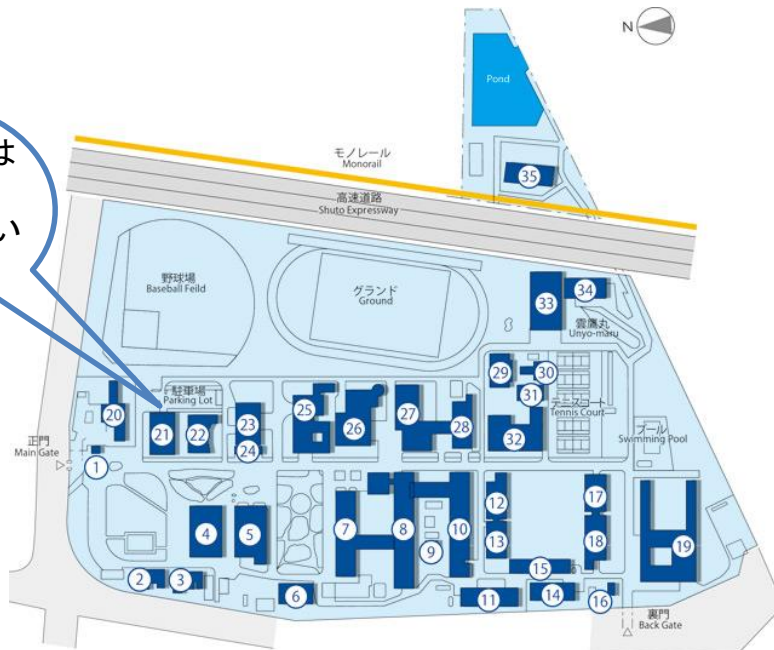 N
Pond
は
い
モノレール
Monorail
高速道路
Shuto Expressway
35
野球場
Baseball Feild
グランド
Ground
33
34
雲鷹丸
Unyo-maru
29
30
31
32
テニスコート
Tennis Court
プール
Swimming Pool
駐車場
Parking Lot
20
21
22
23
24
25
26
27
28
正門
Main Gate
1
2
3
4
5
6
7
8
9
10
11
12
13
14
15
16
17
18
19
裏門
Back Gate